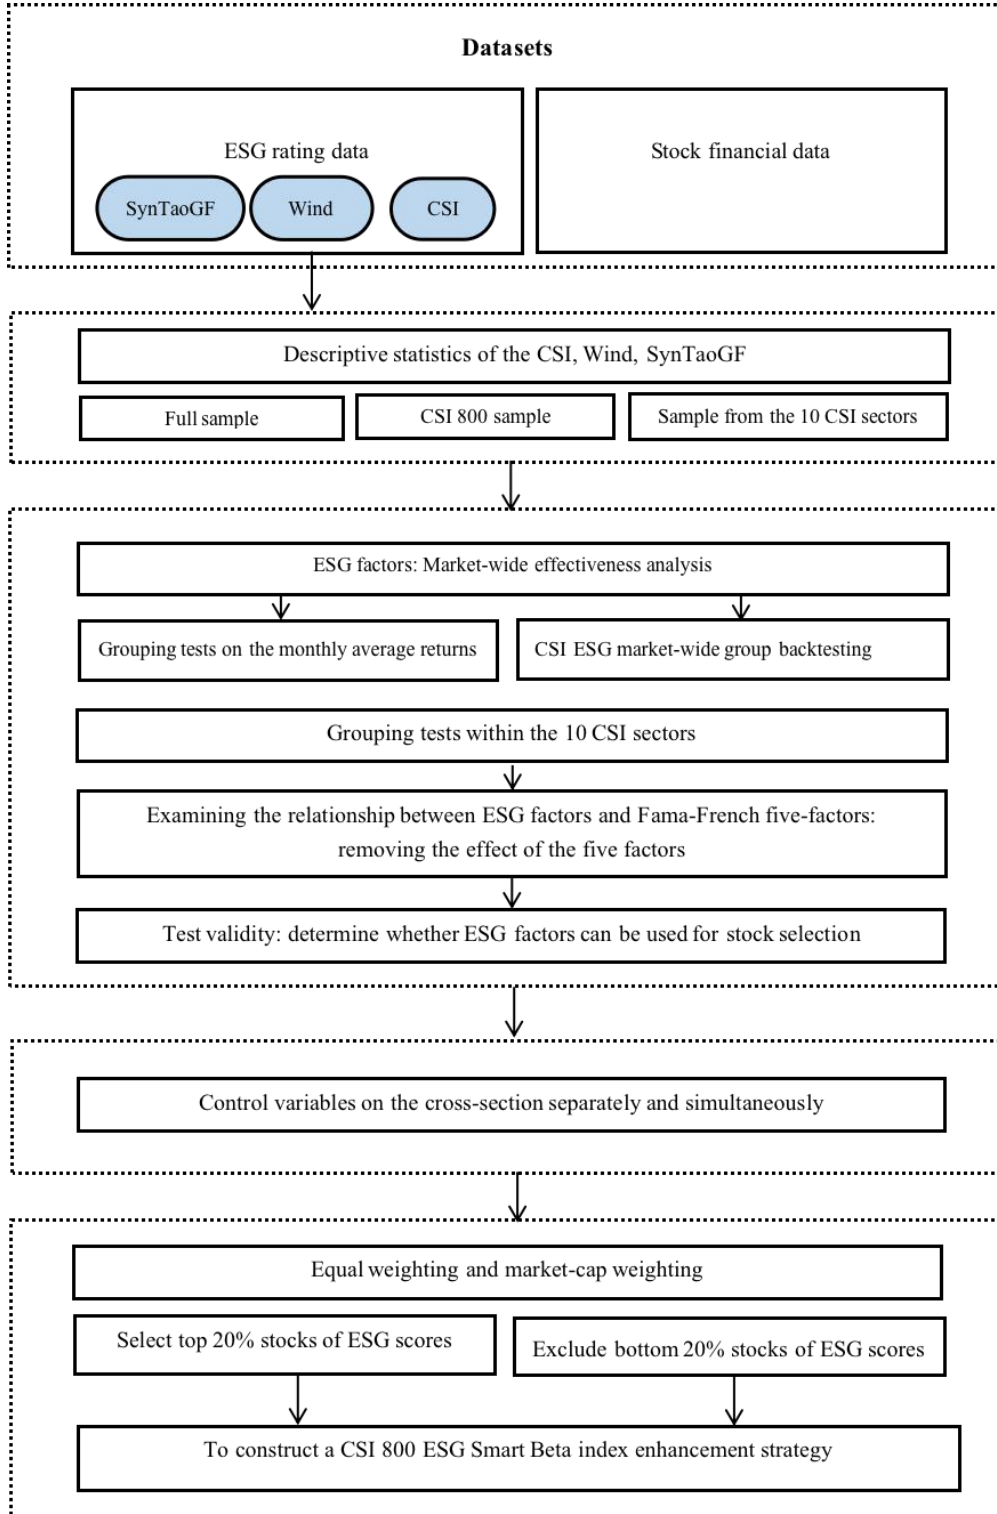 Datasets
ESG rating data
SynTaoGF
Wind
CSI
Stock financial data
Descriptive statistics of the CSI, Wind, SynTaoGF
Full sample
CSI 800 sample
Sample from the 10 CSI sectors
ESG factors: Market-wide effectiveness analysis
Grouping tests on the monthly average returns
CSI ESG market-wide group backtesting
Grouping tests within the 10 CSI sectors
Examining the relationship between ESG factors and Fama-French five-factors:
removing the effect of the five factors
Test validity: determine whether ESG factors can be used for stock selection
Control variables on the cross-section separately and simultaneously
Equal weighting and market-cap weighting
Select top 20% stocks of ESG scores
Exclude bottom 20% stocks of ESG scores
To construct a CSI 800 ESG Smart Beta index enhancement strategy